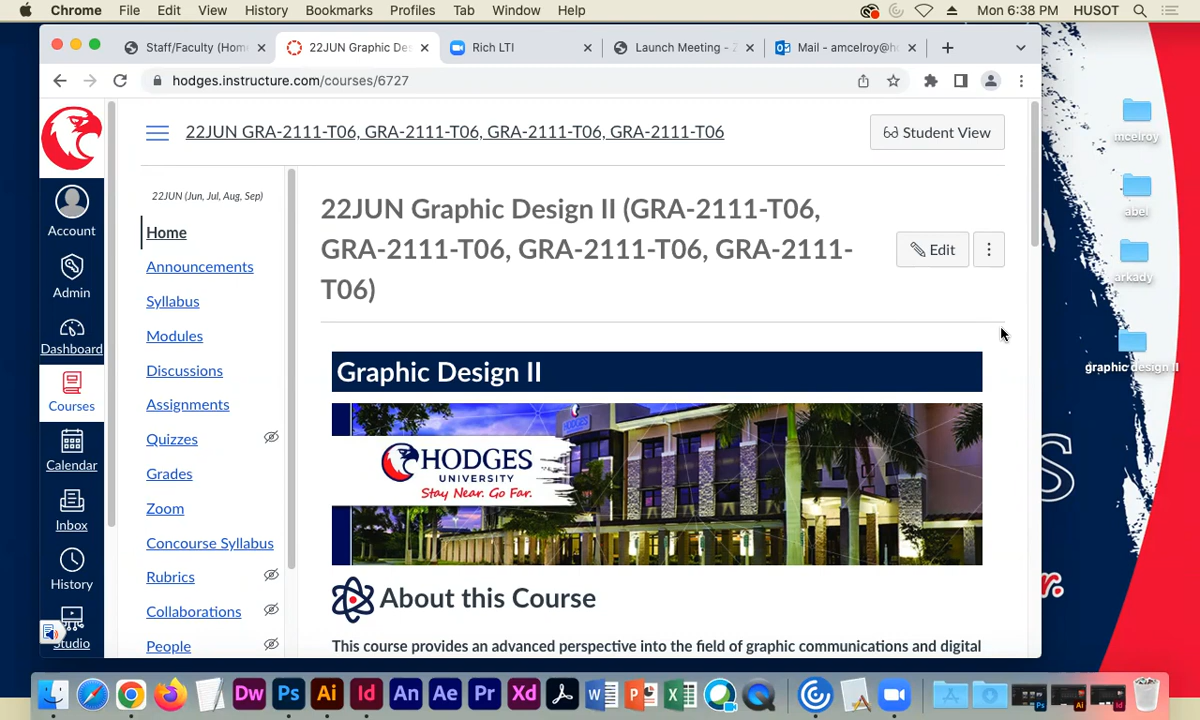 Chrome File Edit View History Bookmarks Profiles Tab Window Help Mon 6:38 PM HUSOT
Staff/Faculty (Hom 22JUN Graphic Des Rich LTI Launch Meeting - Z Mail - amcelroy@h
hodges.instructure.com/courses/6727
22JUN GRA-2111-T06, GRA-2111-T06, GRA-2111-T06, GRA-2111-T06
Student View
Account
Admin
Dashboard
Courses
Calendar
Inbox
History
Studio
22JUN (Jun, Jul, Aug, Sep)
Home
Announcements
Syllabus
Modules
Discussions
Assignments
Quizzes
Grades
Zoom
Concourse Syllabus
Rubrics
Collaborations
People
22JUN Graphic Design II (GRA-2111-T06,
GRA-2111-T06, GRA-2111-T06, GRA-2111-
T06)
Edit
Graphic Design II
HODGES
UNIVERSITY
Stay Near. Go Far.
About this Course
This course provides an advanced perspective into the field of graphic communications and digital
mcelroy
abel
arkady
graphic design II
S
r.
Dw Ps Ai Id An Ae Pr Xd W P X
Ps Ai Id